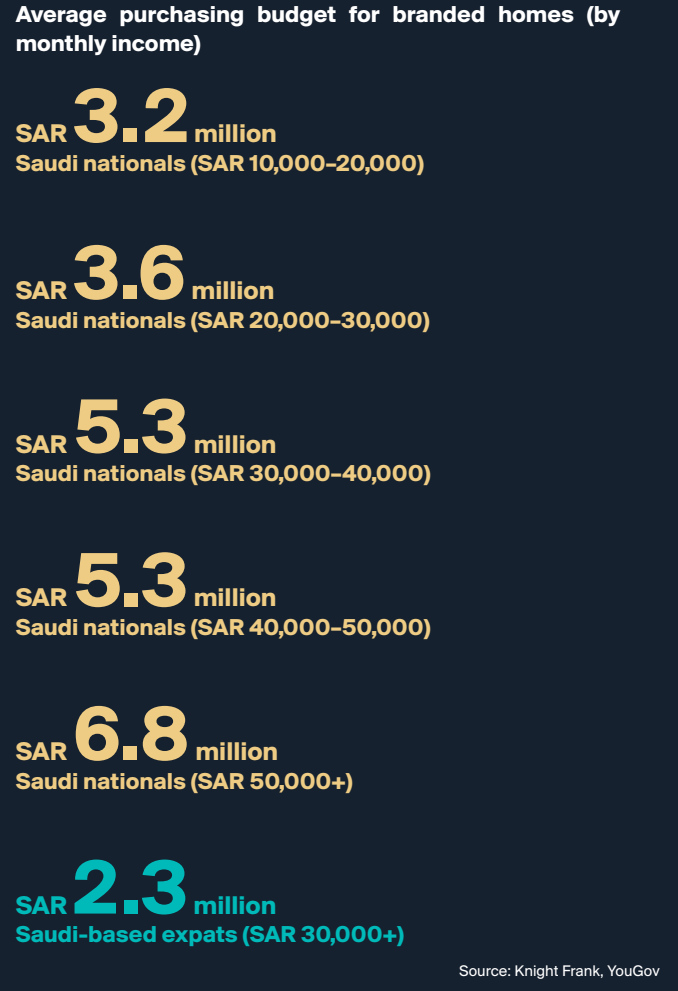 Average purchasing budget for branded homes (by
monthly income)
SAR 3.2 million
Saudi nationals (SAR 10,000–20,000)
SAR 3.6 million
Saudi nationals (SAR 20,000–30,000)
SAR 5.3 million
Saudi nationals (SAR 30,000–40,000)
SAR 5.3 million
Saudi nationals (SAR 40,000–50,000)
SAR 6.8 million
Saudi nationals (SAR 50,000+)
SAR 2.3 million
Saudi-based expats (SAR 30,000+)
Source: Knight Frank, YouGov